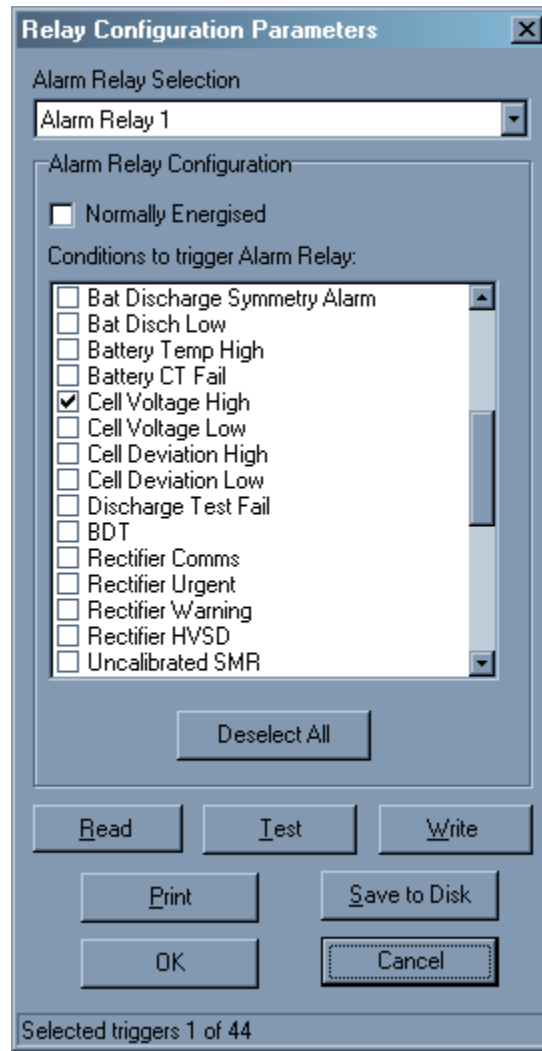 Relay Configuration Parameters
Alarm Relay Selection
Alarm Relay 1
Alarm Relay Configuration
Normally Energised
Conditions to trigger Alarm Relay:
Bat Discharge Symmetry Alarm
Bat Disch Low
Battery Temp High
Battery CT Fail
Cell Voltage High
Cell Voltage Low
Cell Deviation High
Cell Deviation Low
Discharge Test Fail
BDT
Rectifier Comms
Rectifier Urgent
Rectifier Warning
Rectifier HVSD
Uncalibrated SMR
Deselect All
Read Test Write
Print Save to Disk
OK Cancel
Selected triggers 1 of 44